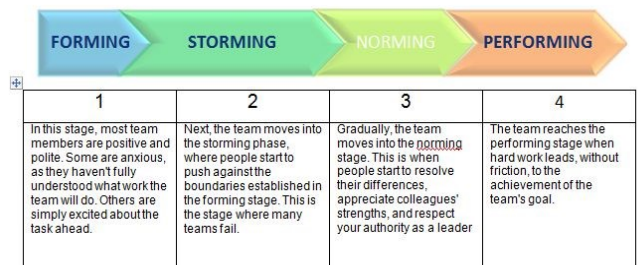 FORMING STORMING NORMING PERFORMING
1 2 3 4
In this stage, most team
members are positive and
polite. Some are anxious,
as they haven't fully
understood what work the
team will do. Others are
simply excited about the
task ahead.
Next, the team moves into
the storming phase,
where people start to
push against the
boundaries established in
the forming stage. This is
the stage where many
teams fail.
Gradually, the team
moves into the norming
stage. This is when
people start to resolve
their differences,
appreciate colleagues'
strengths, and respect
your authority as a leader
The team reaches the
performing stage when
hard work leads, without
friction, to the
achievement of the
team's goal.